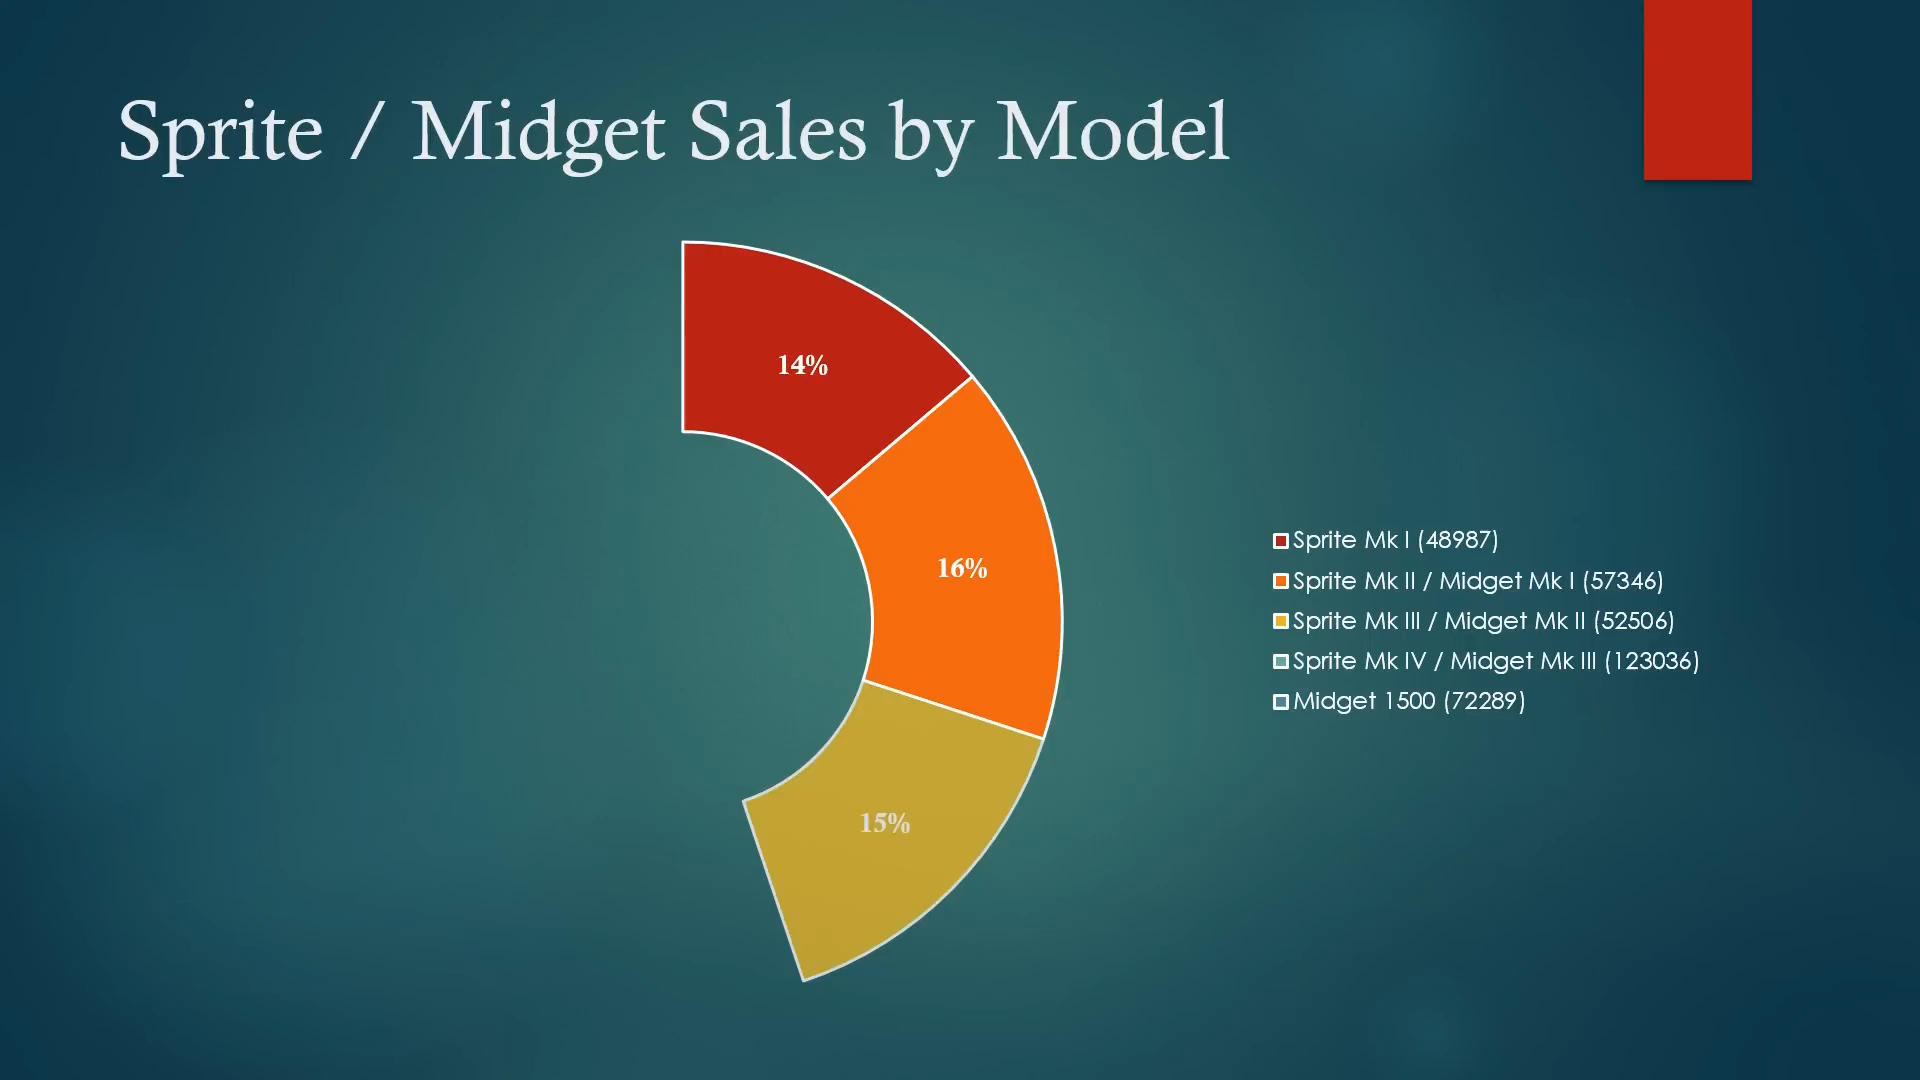 Sprite / Midget Sales by Model
14%
16%
15%
Sprite Mk I (48987)
Sprite Mk II / Midget Mk I (57346)
Sprite Mk III / Midget Mk II (52506)
Sprite Mk IV / Midget Mk III (123036)
Midget 1500 (72289)